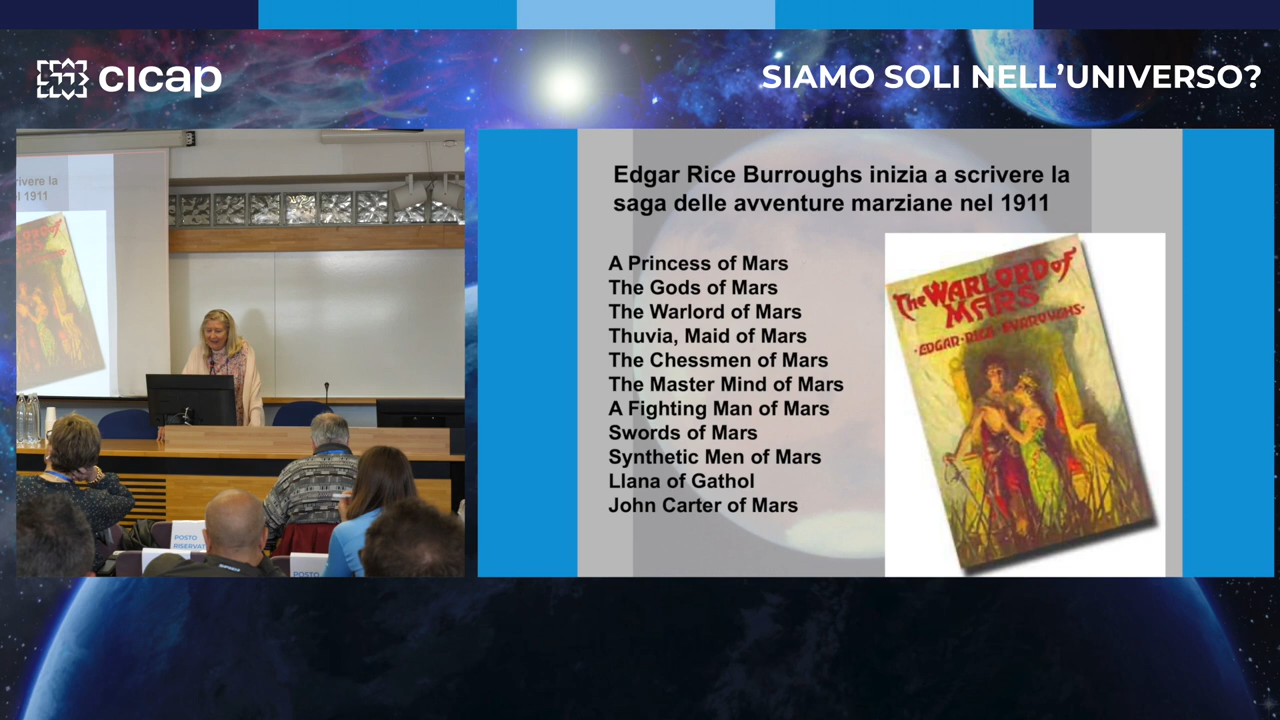 cicap
SIAMO SOLI NELL'UNIVERSO?
rivere la
l 1911
Edgar Rice Burroughs inizia a scrivere la
saga delle avventure marziane nel 1911
A Princess of Mars
The Gods of Mars
The Warlord of Mars
Thuvia, Maid of Mars
The Chessmen of Mars
The Master Mind of Mars
A Fighting Man of Mars
Swords of Mars
Synthetic Men of Mars
Llana of Gathol
John Carter of Mars
The WARLORD of
MARS
·EDGAR·RICE·BURROUGHS·
POSTO
RISERVAT
POSTO